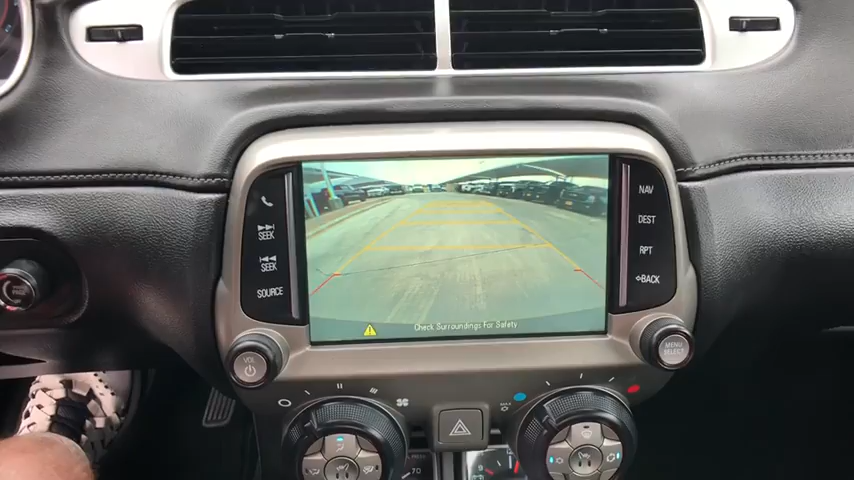 SEEK
SEEK
SOURCE
VOL
NAV
DEST
RPT
BACK
MENU
SELECT
Check Surroundings For Safety